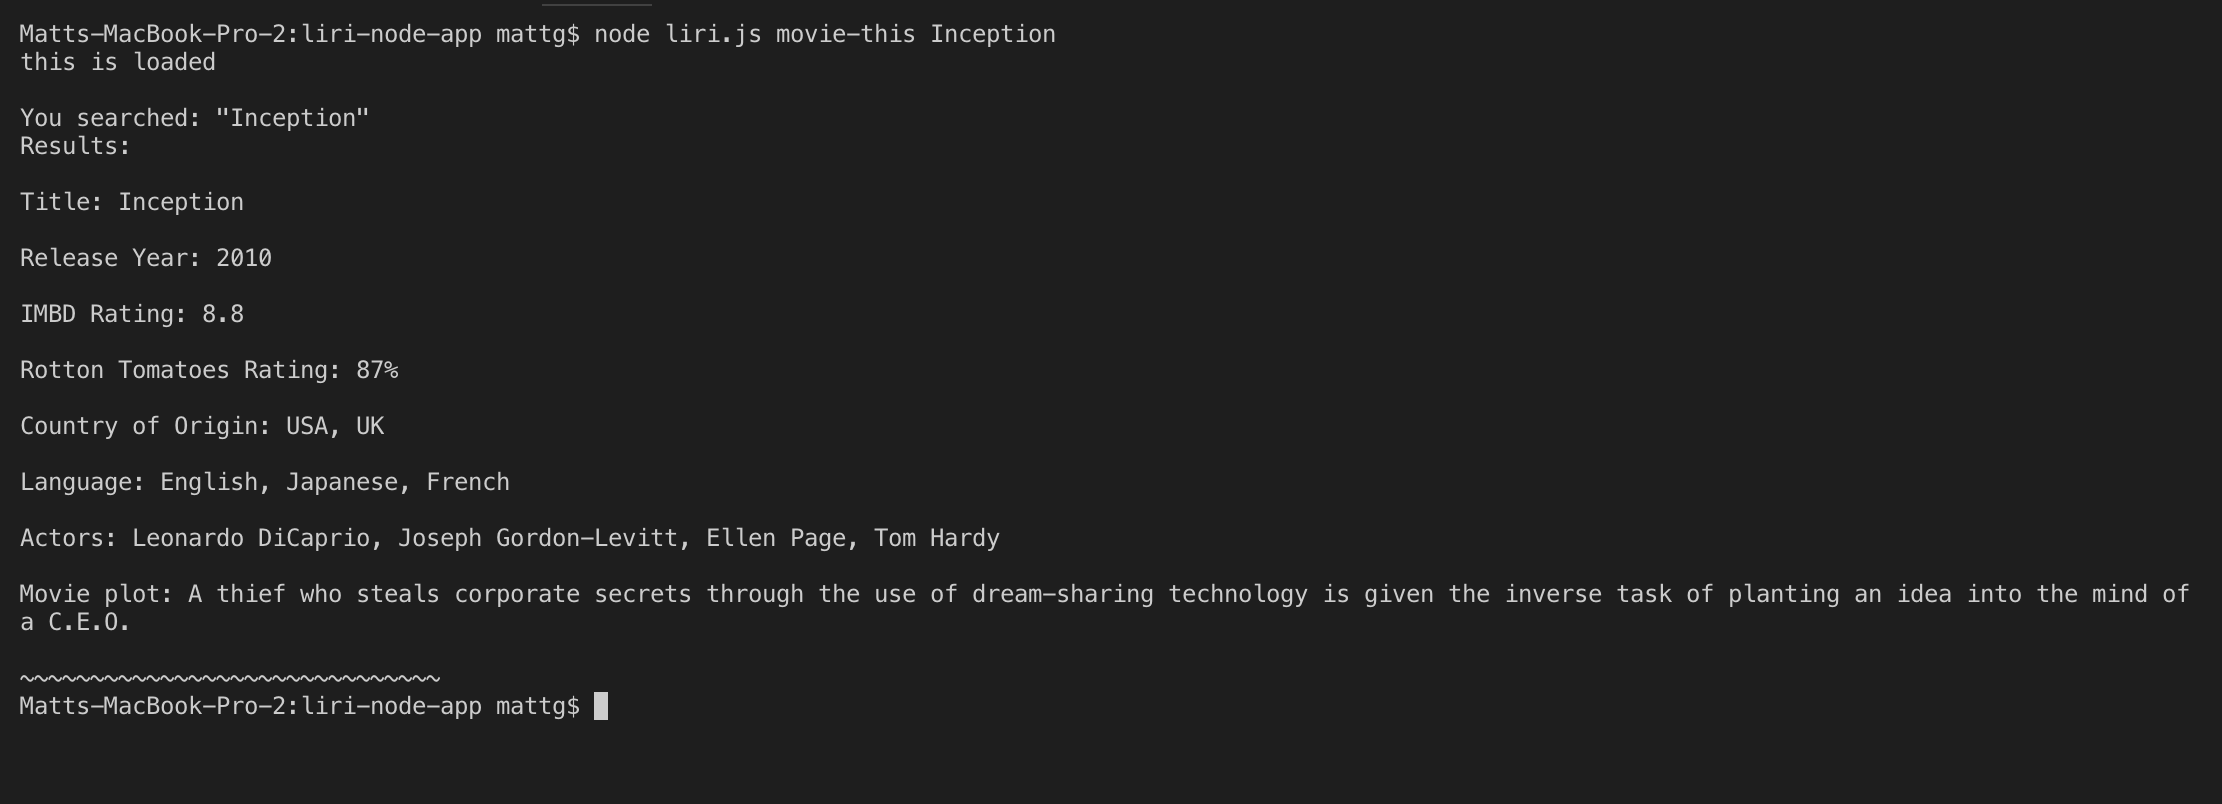 Matts-MacBook-Pro-2:liri-node-app mattg$ node liri.js movie-this Inception
this is loaded
You searched: "Inception"
Results:
Title: Inception
Release Year: 2010
IMBD Rating: 8.8
Rotton Tomatoes Rating: 87%
Country of Origin: USA, UK
Language: English, Japanese, French
Actors: Leonardo DiCaprio, Joseph Gordon-Levitt, Ellen Page, Tom Hardy
Movie plot: A thief who steals corporate secrets through the use of dream-sharing technology is given the inverse task of planting an idea into the mind of
a C.E.O.
~~~~~~~~~~~~~~~~~~~~~~~~~~~~~~
Matts-MacBook-Pro-2:liri-node-app mattg$